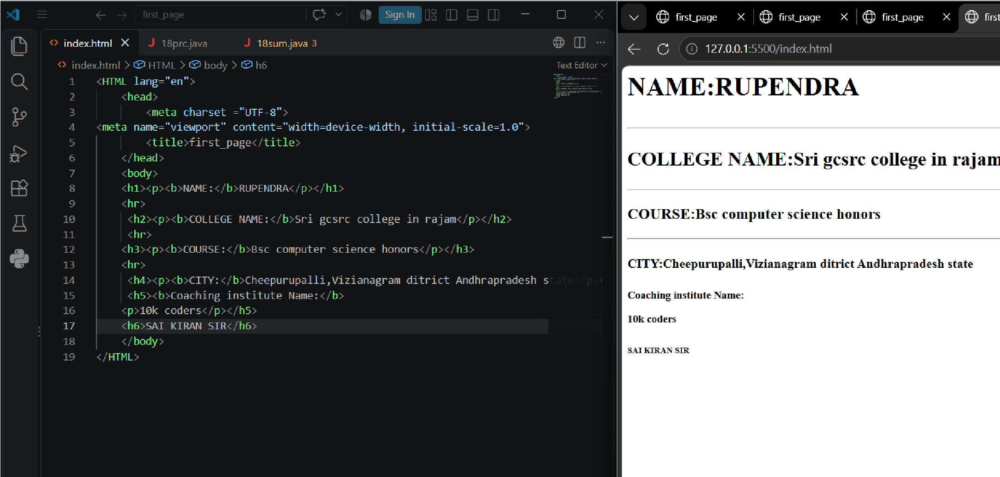 first_page
Sign In
index.html
18prc.java
18sum.java 3
index.html > HTML > body > h6
Text Editor
1 <HTML lang="en">
2 <head>
3 <meta charset ="UTF-8">
4 <meta name="viewport" content="width=device-width, initial-scale=1.0">
5 <title>first_page</title>
6 </head>
7 <body>
8 <h1><p><b>NAME:</b>RUPENDRA</p></h1>
9 <hr>
10 <h2><p><b>COLLEGE NAME:</b>Sri gcsrc college in rajam</p></h2>
11 <hr>
12 <h3><p><b>COURSE:</b>Bsc computer science honors</p></h3>
13 <hr>
14 <h4><p><b>CITY:</b>Cheepurupalli,Vizianagram ditrict Andhrapradesh state</p><
15 <h5><b>Coaching institute Name:</b>
16 <p>10k coders</p></h5>
17 <h6>SAI KIRAN SIR</h6>
18 </body>
19 </HTML>
first_page
first_page
first_page
first
127.0.0.1:5500/index.html
NAME:RUPENDRA
COLLEGE NAME:Sri gcsrc college in rajam
COURSE:Bsc computer science honors
CITY:Cheepurupalli,Vizianagram ditrict Andhrapradesh state
Coaching institute Name:
10k coders
SAI KIRAN SIR